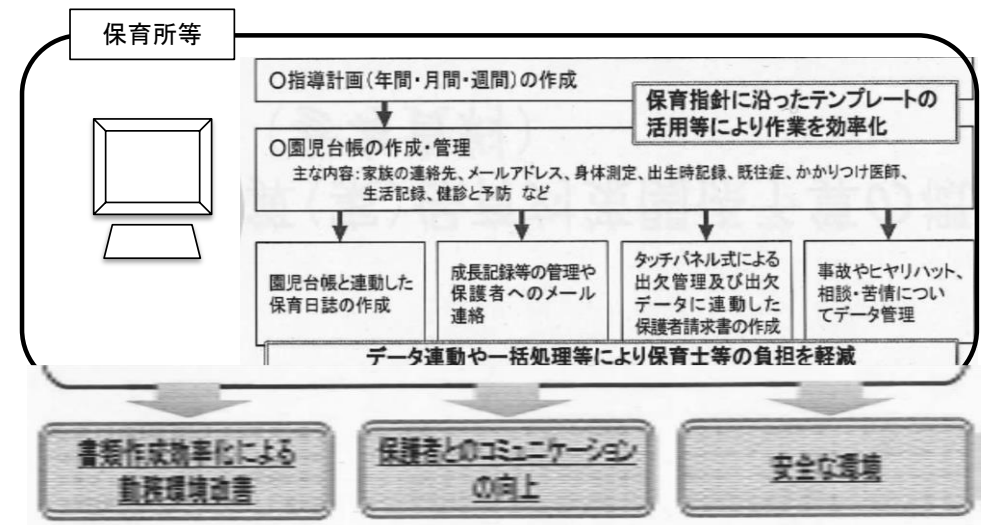 保育所等
〇指導計画(年間・月間・週間)の作成
保育指針に沿ったテンプレートの
活用等により作業を効率化
〇園児台帳の作成・管理
主な内容:家族の連絡先、メールアドレス、身体測定、出生時記録、既往症、かかりつけ医師、
生活記録、健診と予防 など
園児台帳と連動した
保育日誌の作成
成長記録等の管理や
保護者へのメール
連絡
タッチパネル式による
出欠管理及び出欠
データに連動した
保護者請求書の作成
事故やヒヤリハット、
相談・苦情につい
てデータ管理
データ連動や一括処理等により保育士等の負担を軽減
書類作成効率化による
勤務環境改善
保護者とのコミュニケーション
の向上
安全な環境